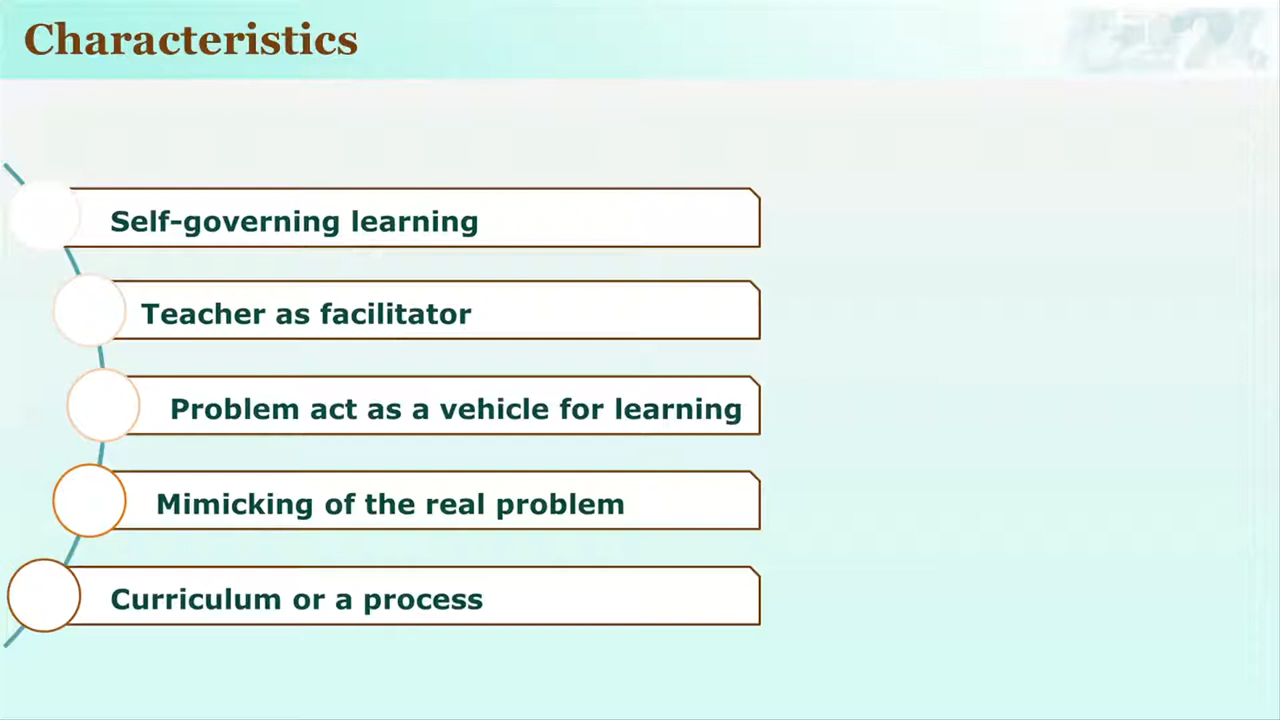 Characteristics
Self-governing learning
Teacher as facilitator
Problem act as a vehicle for learning
Mimicking of the real problem
Curriculum or a process